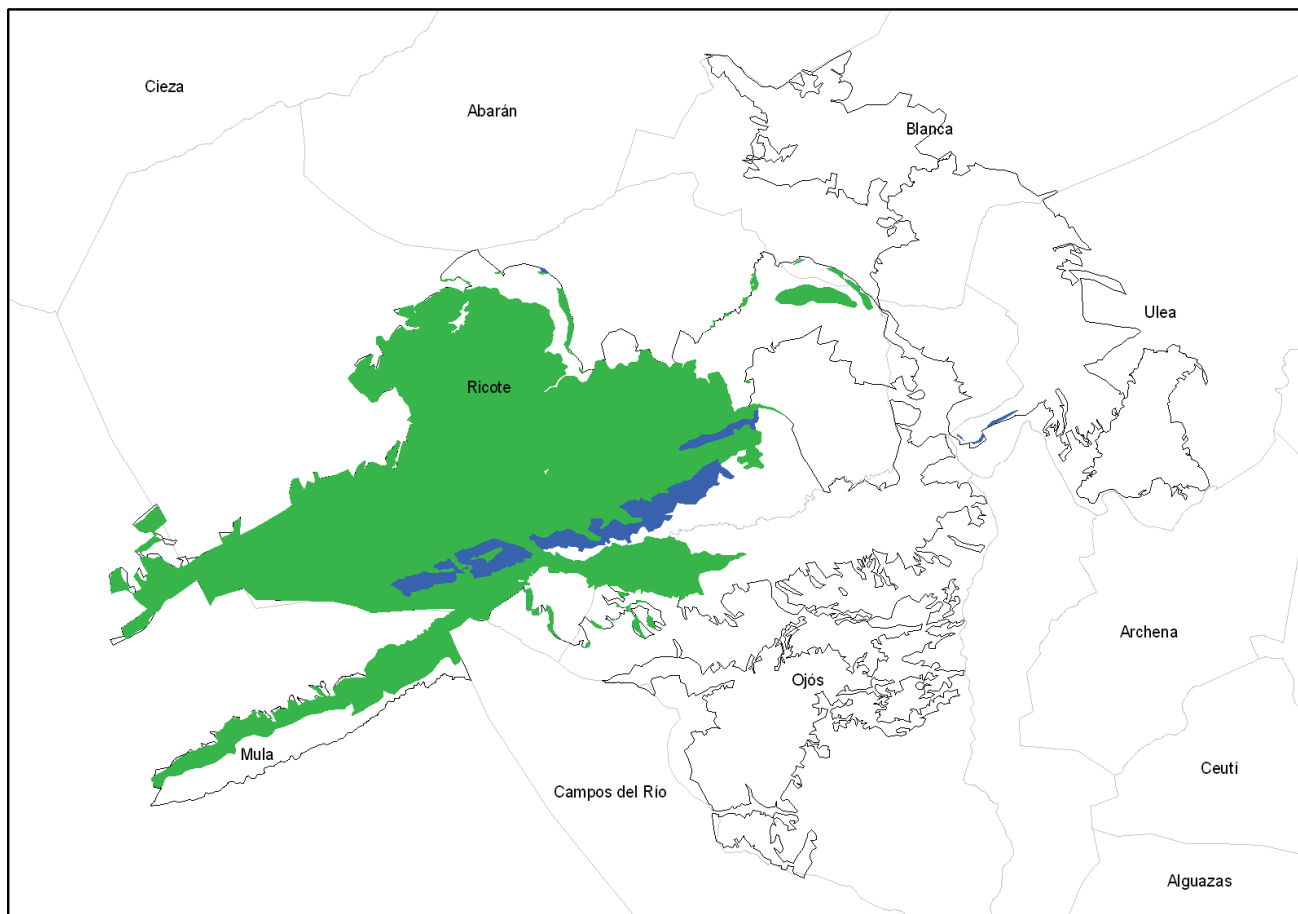 Cieza
Abarán
Blanca
Ulea
Ricote
Archena
Ojós
Mula
Ceutí
Campos del Río
Alguazas